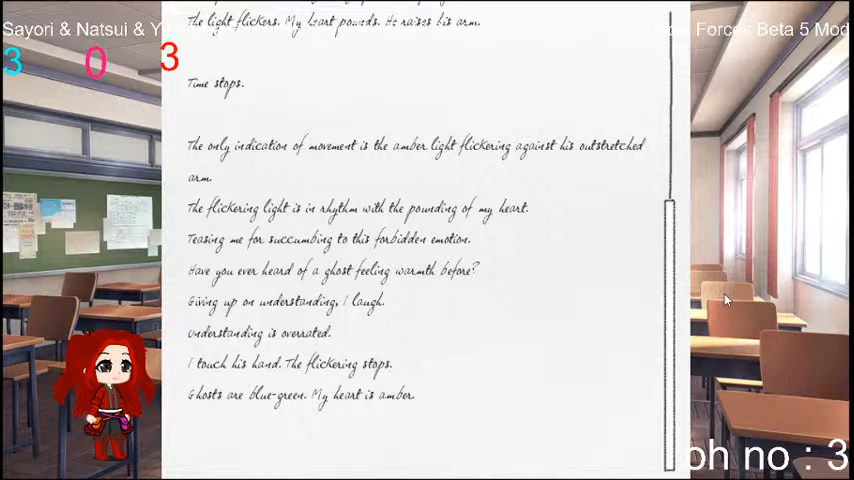 The light flickers. My heart pounds. He raises his arm.
Sayori & Natsui & Y
Forces Beta 5 Mod
3 0 3
Time stops.
The only indication of movement is the amber light flickering against his outstretched
arm.
The flickering light is in rhythm with the pounding of my heart.
Teasing me for succumbing to this forbidden emotion.
Have you ever heard of a ghost feeling warmth before?
Giving up on understanding, I laugh.
Understanding is overrated.
I touch his hand. The flickering stops.
Ghosts are blue-green. My heart is amber.
oh no : 3